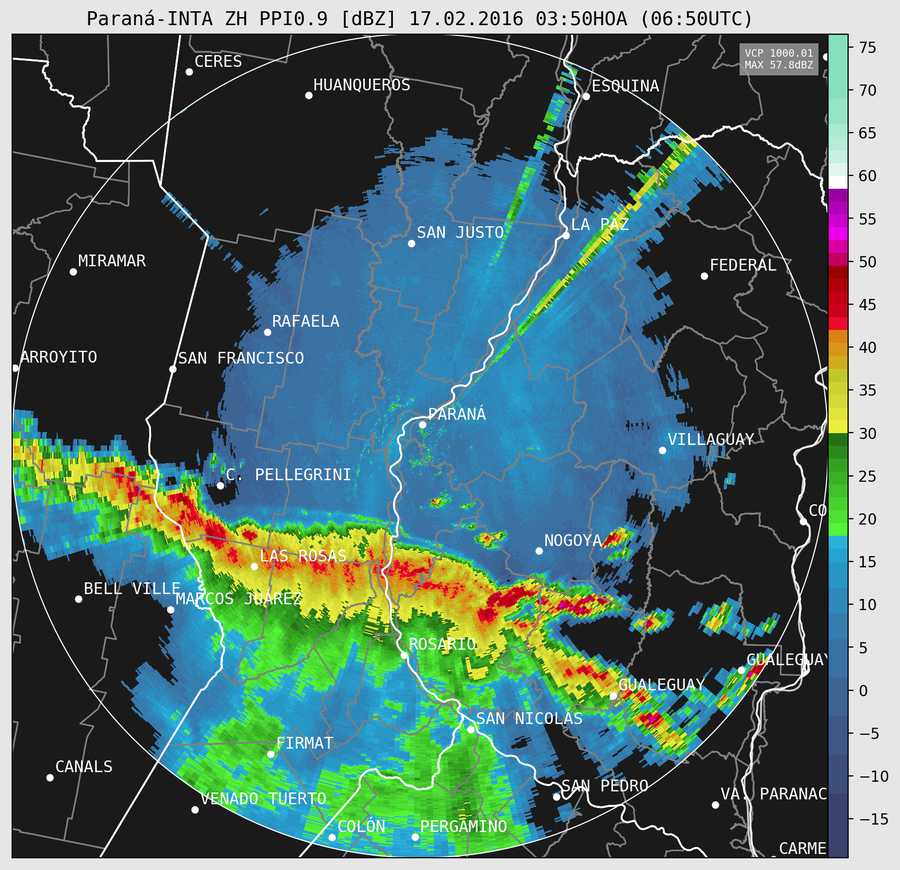 Paraná-INTA ZH PPI0.9 [dBZ] 17.02.2016 03:50HOA (06:50UTC)
VCP 1000.01
MAX 57.8dBZ
CERES
HUANQUEROS
ESQUINA
SAN JUSTO
LA PAZ
MIRAMAR
FEDERAL
RAFAELA
ARROYITO
SAN FRANCISCO
PARANÁ
VILLAGUAY
C. PELLEGRINI
CO
NOGOYA
LAS ROSAS
BELL VILLE
MARCOS JUÁREZ
ROSARIO
GUALEGUAY
GUALEGUAY
SAN NICOLÁS
FIRMAT
CANALS
SAN PEDRO
VA. PARANAC
VENADO TUERTO
COLÓN
PERGAMINO
CARME
75
70
65
60
55
50
45
40
35
30
25
20
15
10
5
0
−5
−10
−15